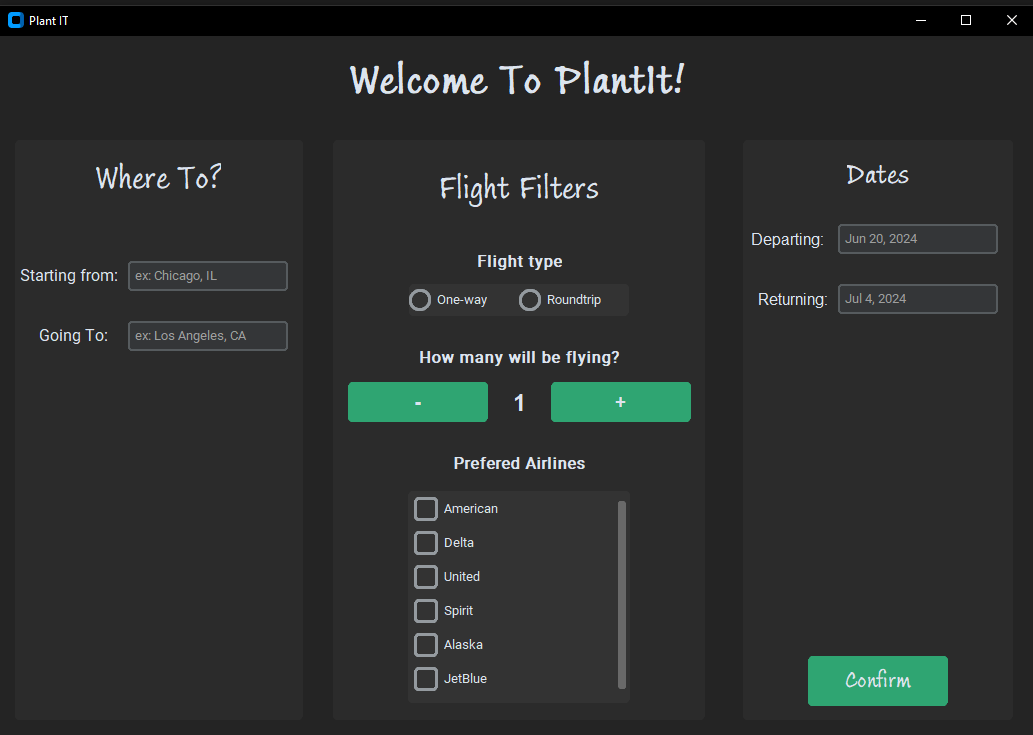 Plant IT
Welcome To PlantIt!
Where To?
Starting from: ex: Chicago, IL
Going To: ex: Los Angeles, CA
Flight Filters
Flight type
One-way Roundtrip
How many will be flying?
- 1 +
Prefered Airlines
American
Delta
United
Spirit
Alaska
JetBlue
Dates
Departing: Jun 20, 2024
Returning: Jul 4, 2024
Confirm